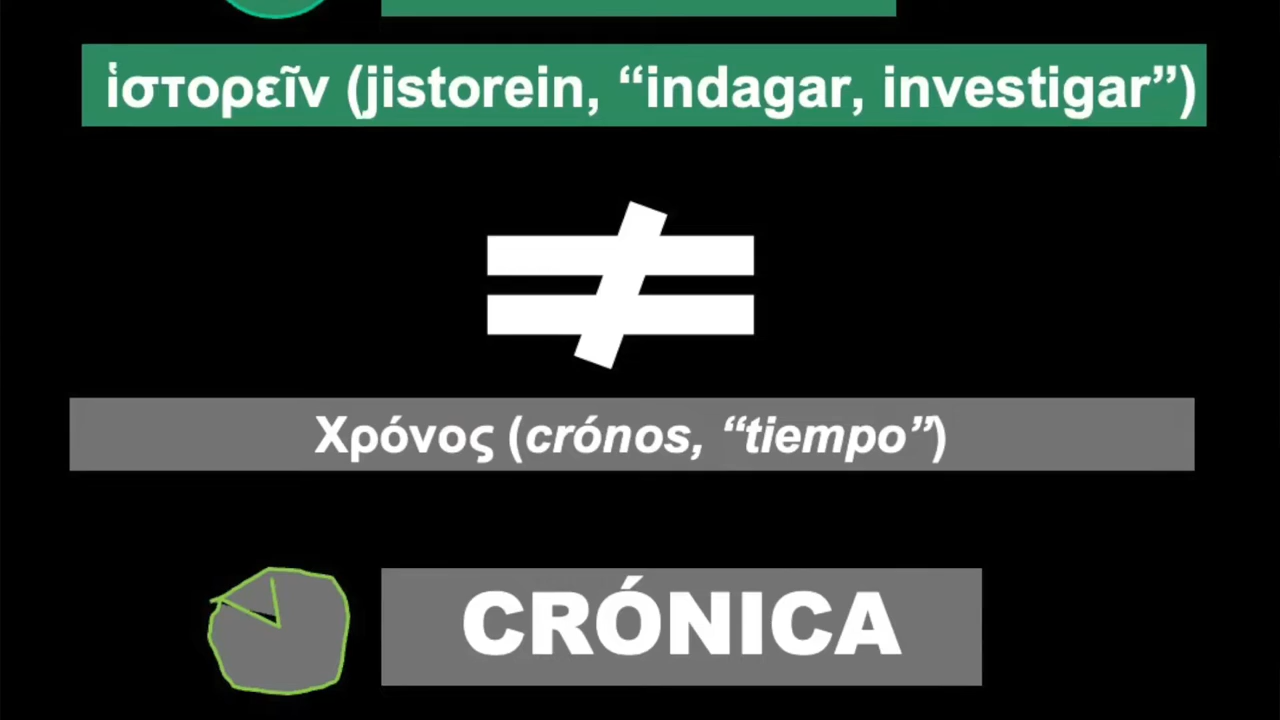 ἱστορεῖν (jistorein, “indagar, investigar”)
≠
Χρόνος (crónos, “tiempo”)
CRÓNICA